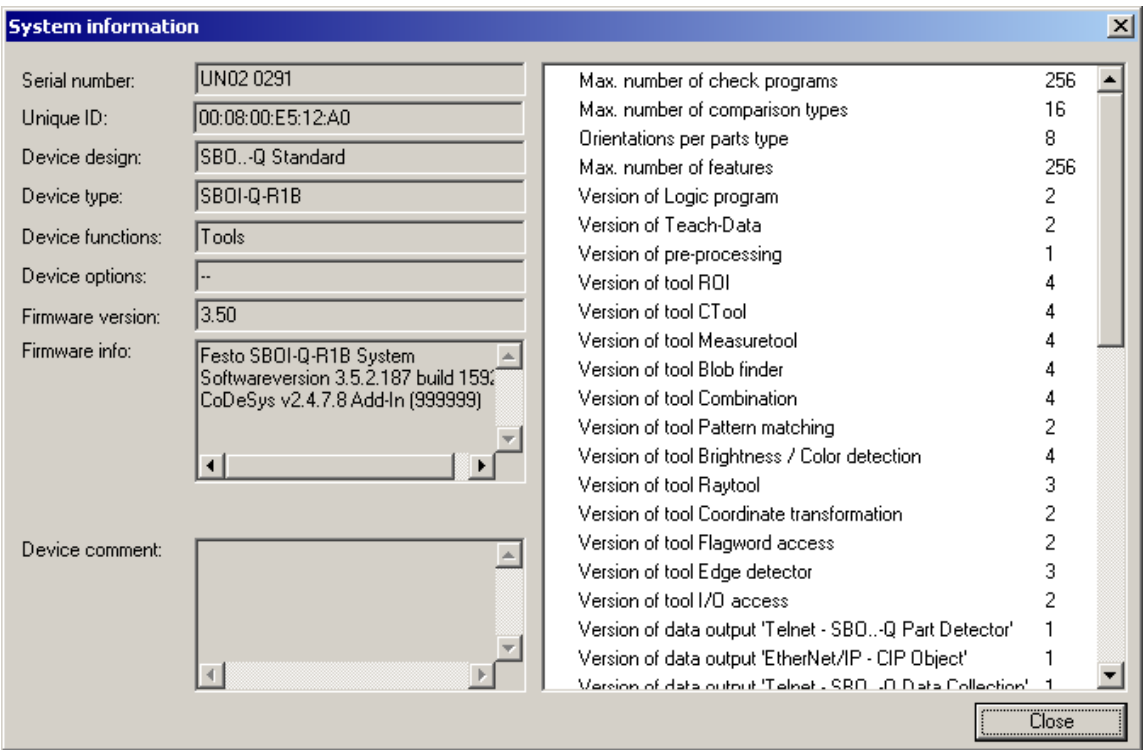 System information
Serial number: UN02 0291
Unique ID: 00:08:00:E5:12:A0
Device design: SBO..-Q Standard
Device type: SBOI-Q-R1B
Device functions: Tools
Device options: --
Firmware version: 3.50
Firmware info: Festo SBOI-Q-R1B System
Softwareversion 3.5.2.187 build
CoDeSys v2.4.7.8 Add-In (999999)
Device comment:
Max. number of check programs 256
Max. number of comparison types 16
Orientations per parts type 8
Max. number of features 256
Version of Logic program 2
Version of Teach-Data 2
Version of pre-processing 1
Version of tool ROI 4
Version of tool CTool 4
Version of tool Measuretool 4
Version of tool Blob finder 4
Version of tool Combination 4
Version of tool Pattern matching 2
Version of tool Brightness / Color detection 4
Version of tool Raytool 3
Version of tool Coordinate transformation 2
Version of tool Flagword access 2
Version of tool Edge detector 3
Version of tool I/O access 2
Version of data output 'Telnet - SBO..-Q Part Detector' 1
Version of data output 'EtherNet/IP - CIP Object' 1
Version of data output 'Telnet - SBO..-Q Data Collection' 1
Close